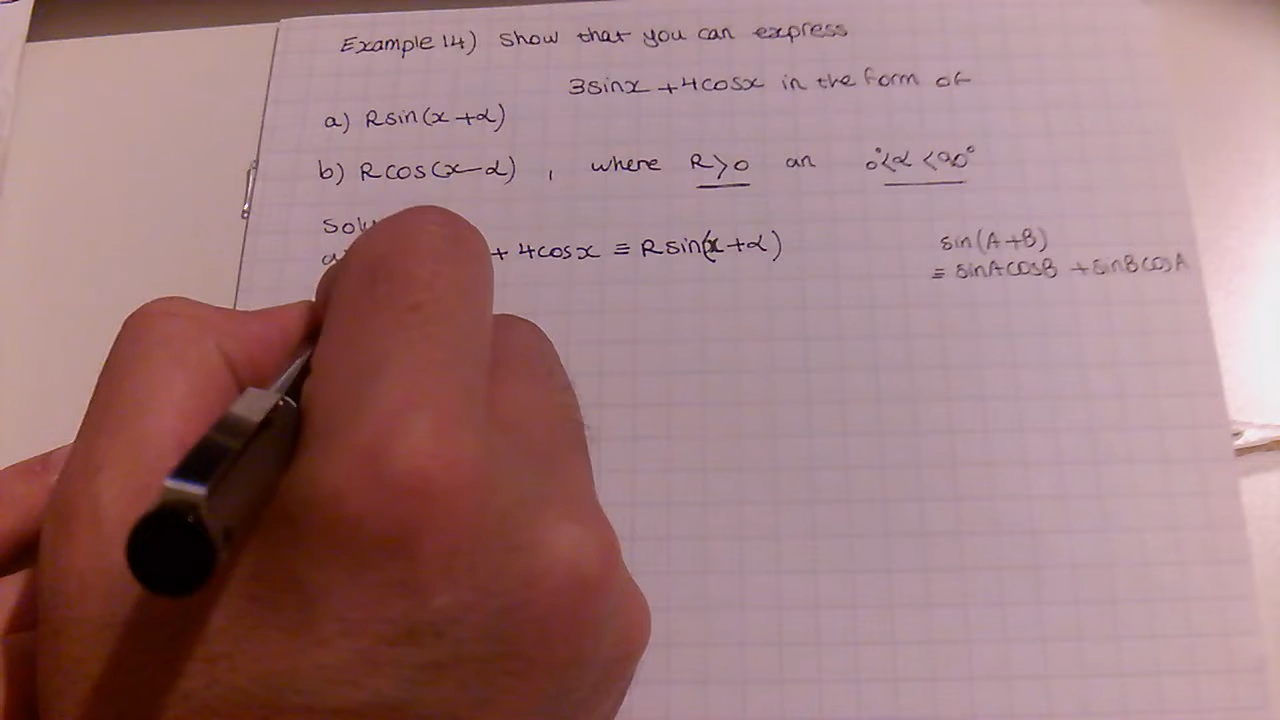 Example 14) Show that you can express
3sinx + 4cosx in the form of
a) Rsin(x+α)
b) Rcos(x-α) , where R>0 an 0°<α<90°
a) + 4cosx ≡ Rsin(x+α)
sin(A+B)
≡ sinAcosB + sinBcosA